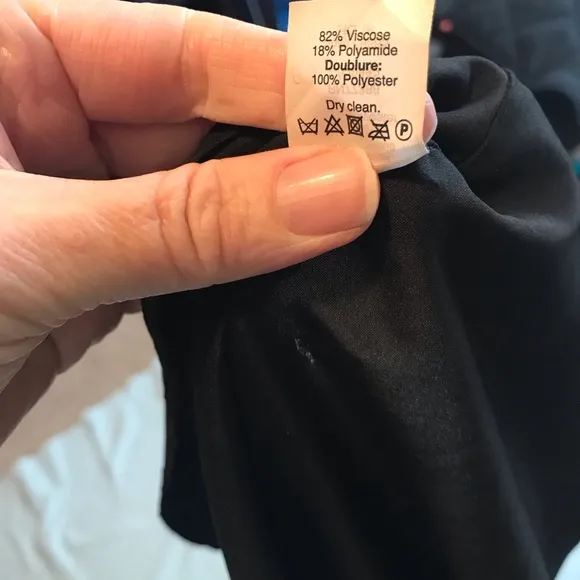 82% Viscose
18% Polyamide
Doublure:
100% Polyester
Dry clean.
P